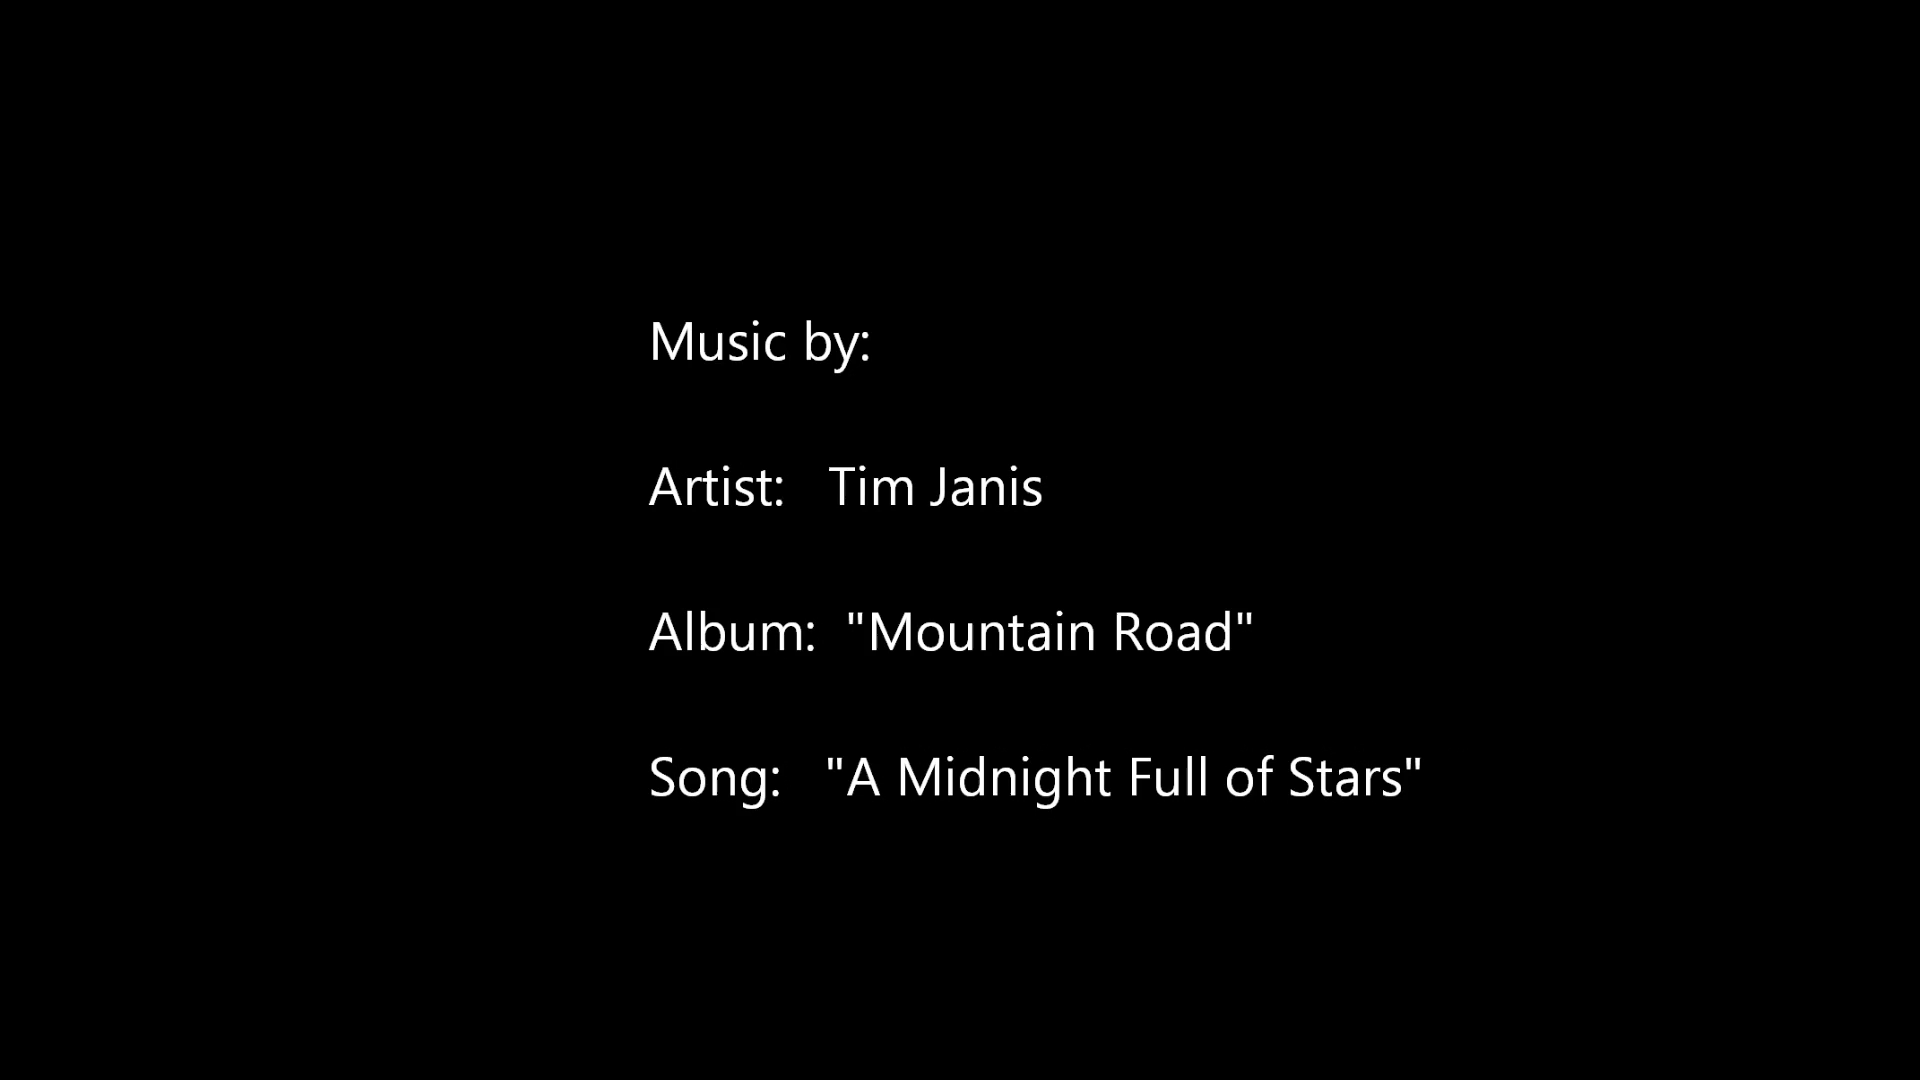 Music by:
Artist:   Tim Janis
Album:  "Mountain Road"
Song:   "A Midnight Full of Stars"